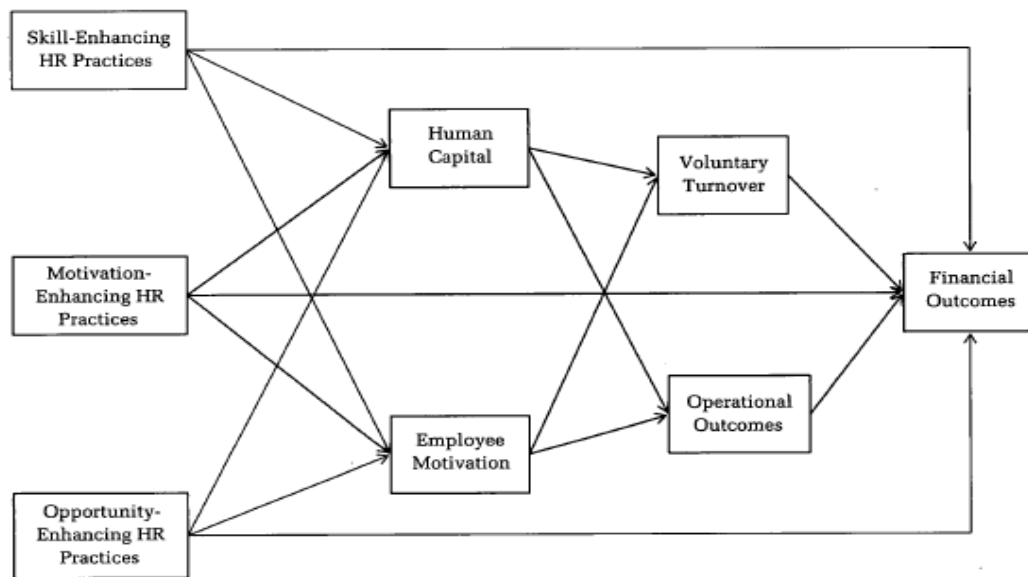 Skill-Enhancing
HR Practices
Human
Capital
Voluntary
Turnover
Motivation-
Enhancing HR
Practices
Financial
Outcomes
Employee
Motivation
Operational
Outcomes
Opportunity-
Enhancing HR
Practices